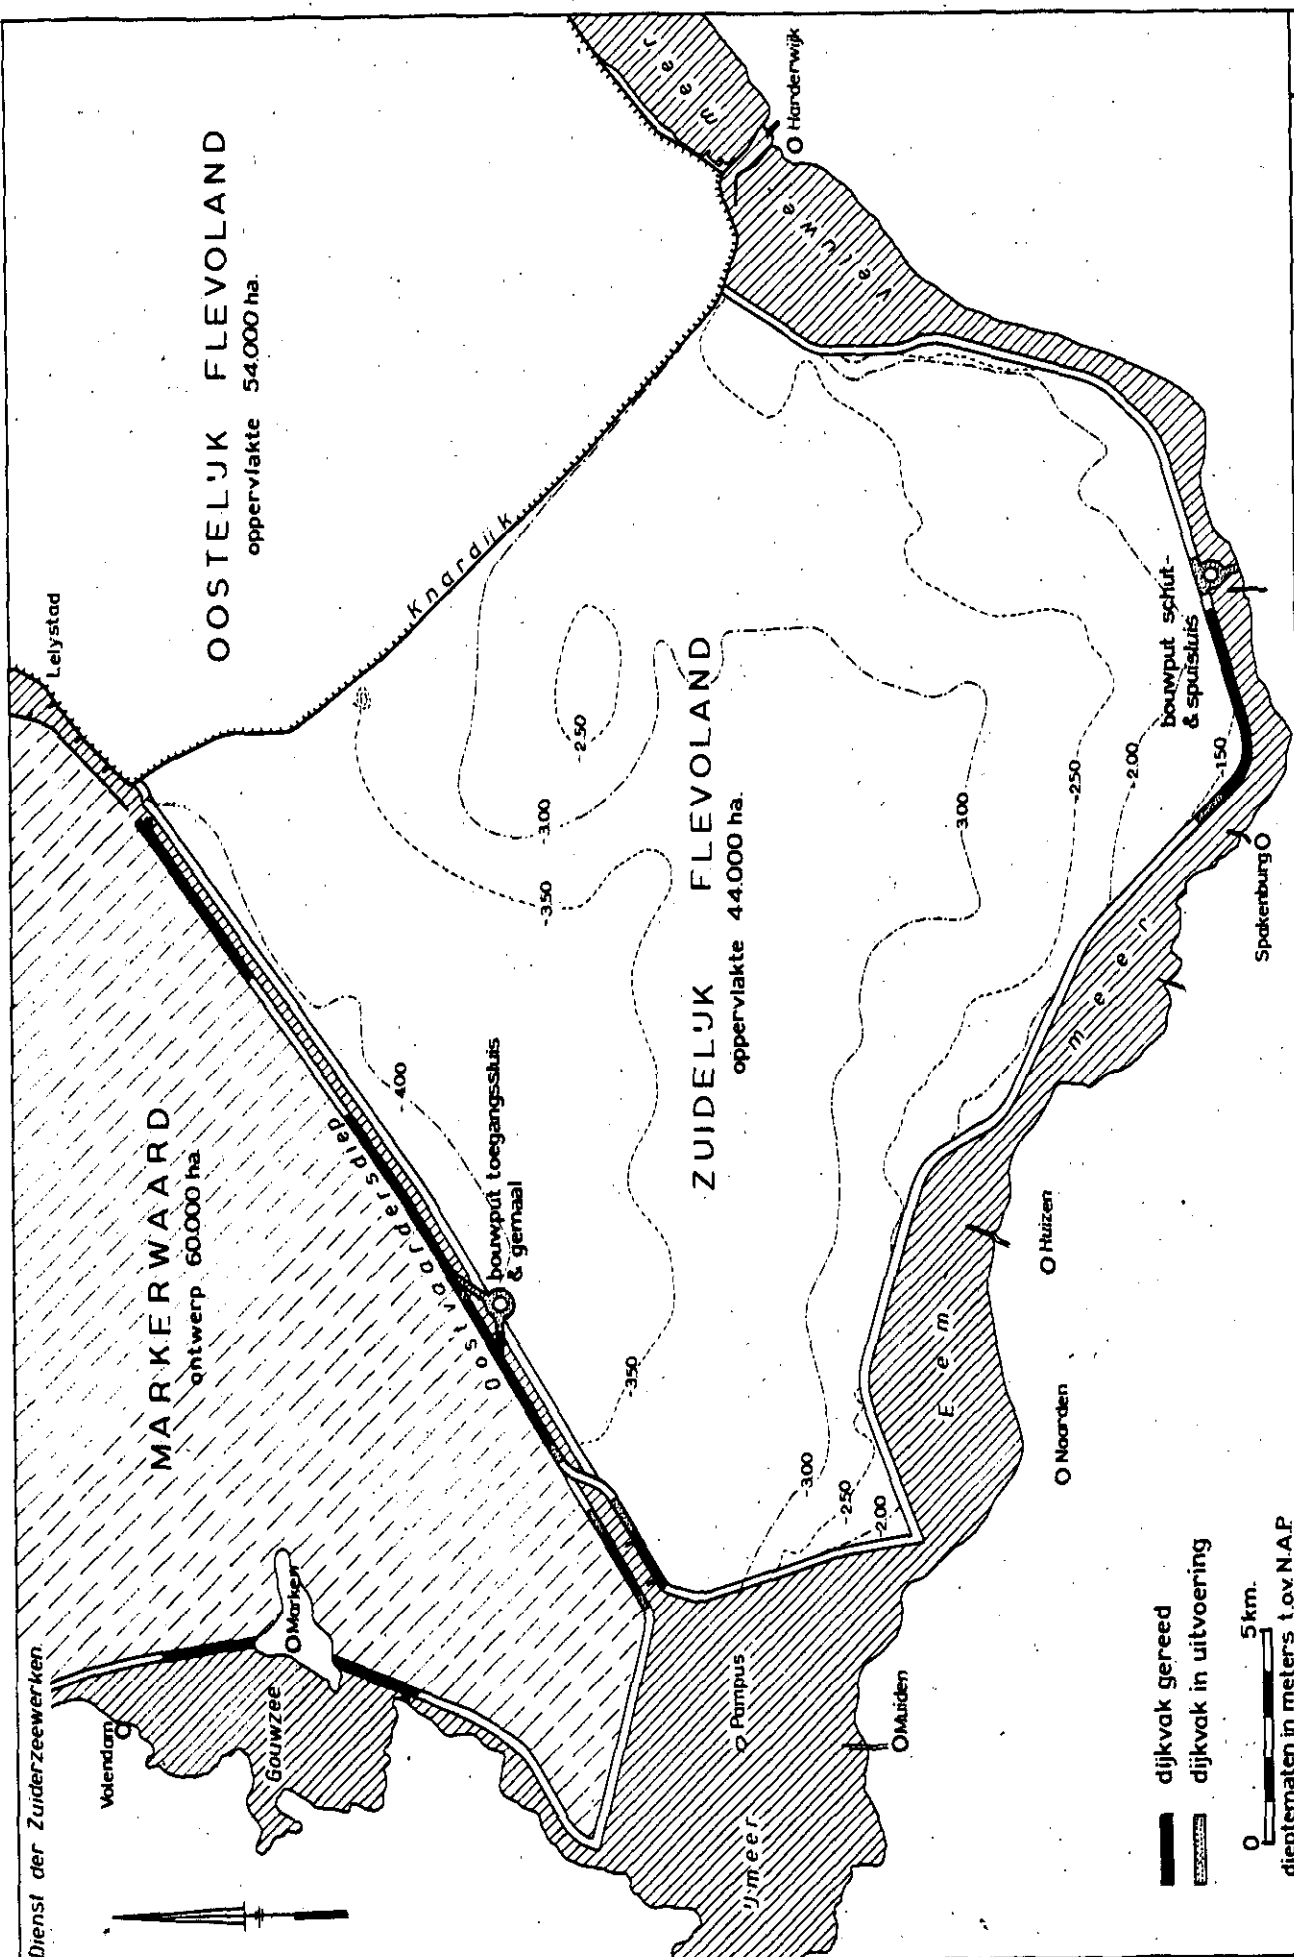 Dienst der Zuiderzeewerken.
Volendam
Gouwzee
Marken
MARKERWAARD
ontwerp 60.000 ha.
Oostvaardersdiep
Lelystad
OOSTELIJK FLEVOLAND
oppervlakte 54.000 ha.
Knardijk
bouwput toegangssluis
& gemaal
-4.00
-3.50
-3.00
-2.50
ZUIDELIJK FLEVOLAND
oppervlakte 44.000 ha.
-3.50
-3.00
-2.50
-2.00
-3.00
-2.50
-2.00
-1.50
bouwput schut-
& spuisluis
Veluwe
meer
Harderwijk
IJmeer
Pampus
Muiden
Naarden
Huizen
Eem
meer
Spakenburg
dijkvak gereed
dijkvak in uitvoering
0 5km.
dieptematen in meters t.o.v. N.A.P.